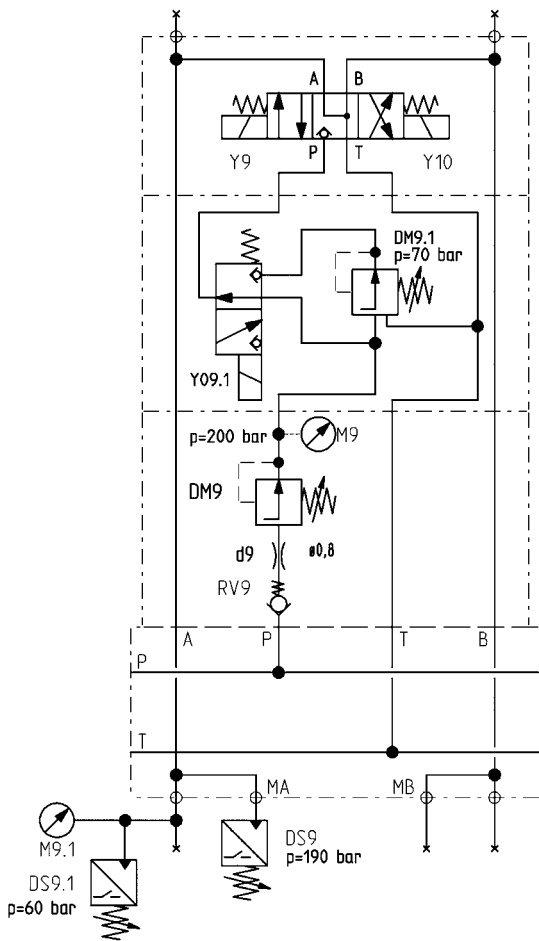 A B
P T
Y9 Y10
DM9.1
p=70 bar
Y09.1
p=200 bar M9
DM9
d9 ø0,8
RV9
A P T B
P
T
MA MB
M9.1
DS9
p=190 bar
DS9.1
p=60 bar